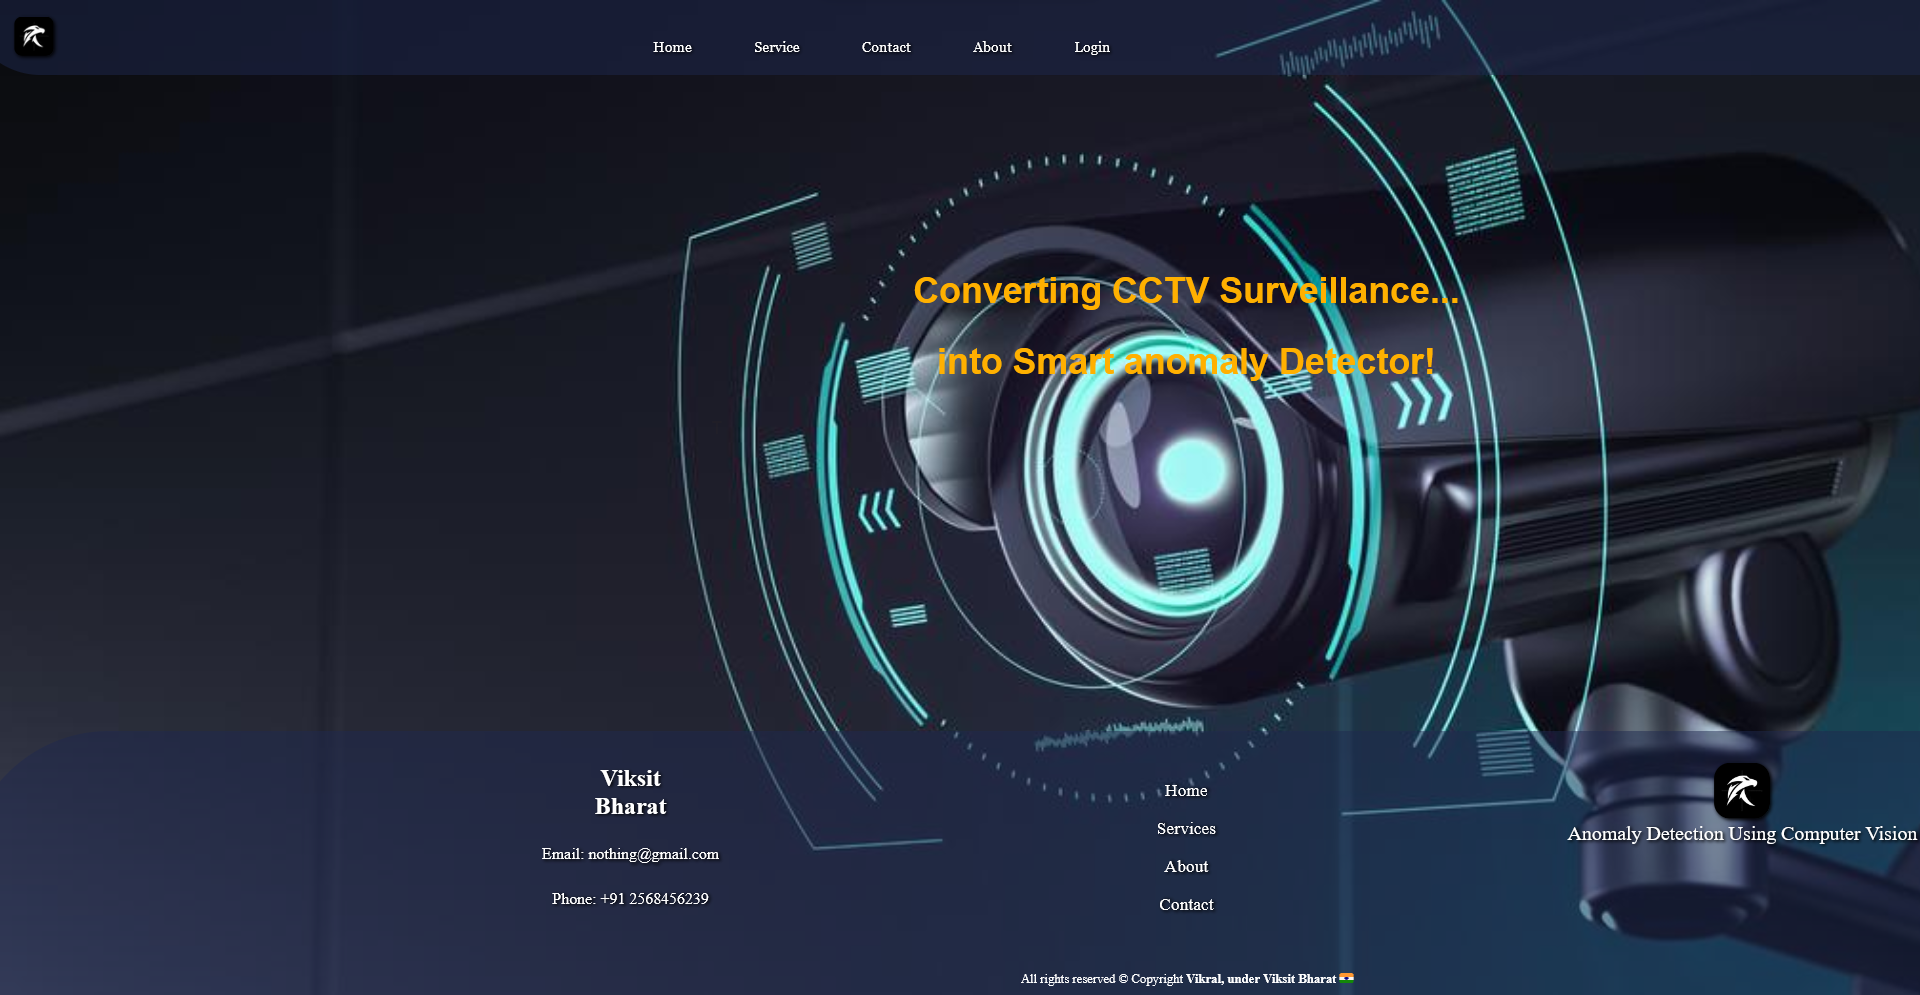 Home
Service
Contact
About
Login
Converting CCTV Surveillance...
into Smart anomaly Detector!
Viksit
Bharat
Email: nothing@gmail.com
Phone: +91 2568456239
Home
Services
About
Contact
Anomaly Detection Using Computer Vision
All rights reserved © Copyright Vikral, under Viksit Bharat